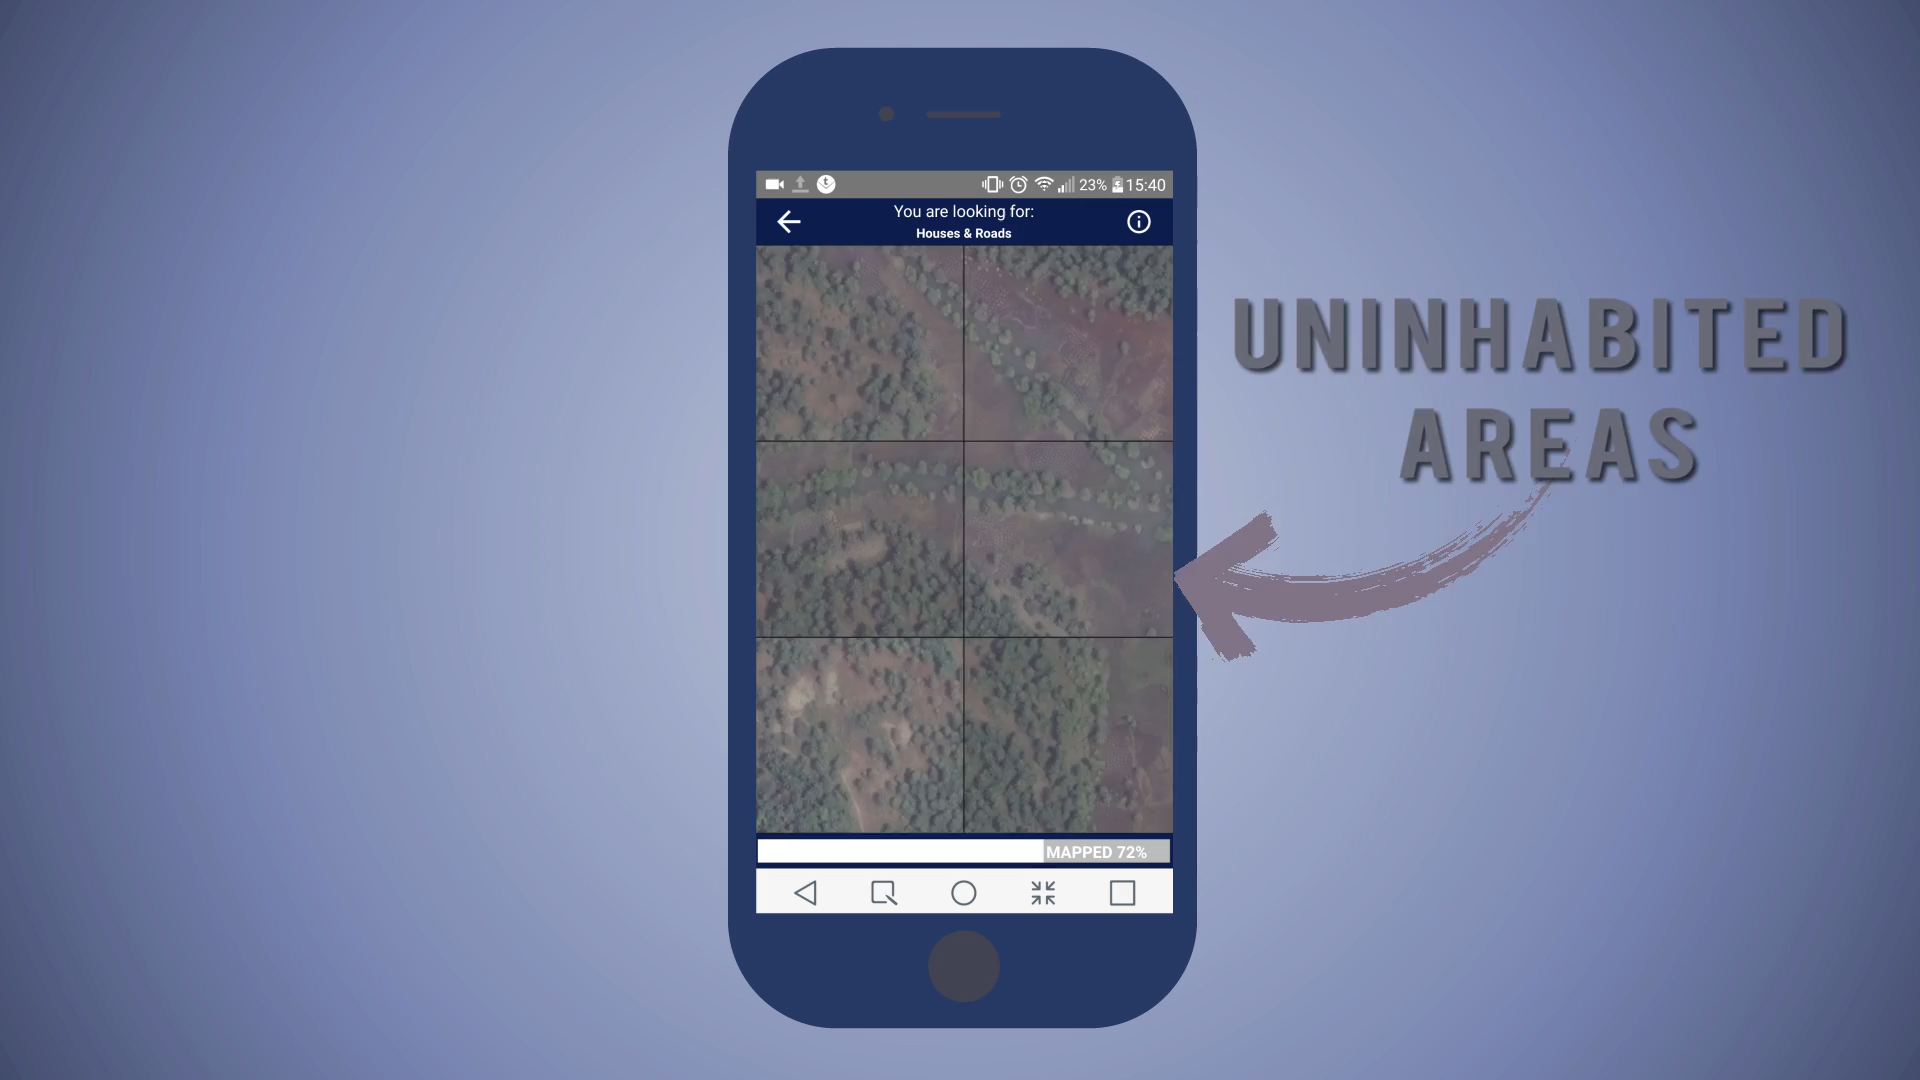 23% 15:40
You are looking for:
Houses & Roads
UNINHABITED
AREAS
MAPPED 72%